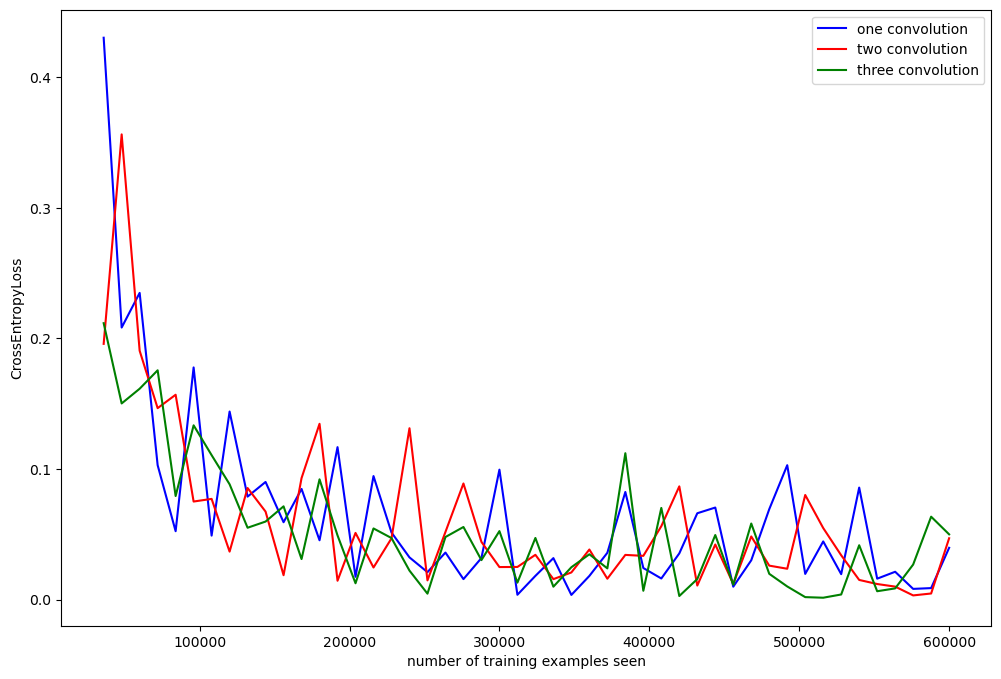 one convolution
two convolution
three convolution
0.4
0.3
0.2
0.1
0.0
CrossEntropyLoss
100000 200000 300000 400000 500000 600000
number of training examples seen